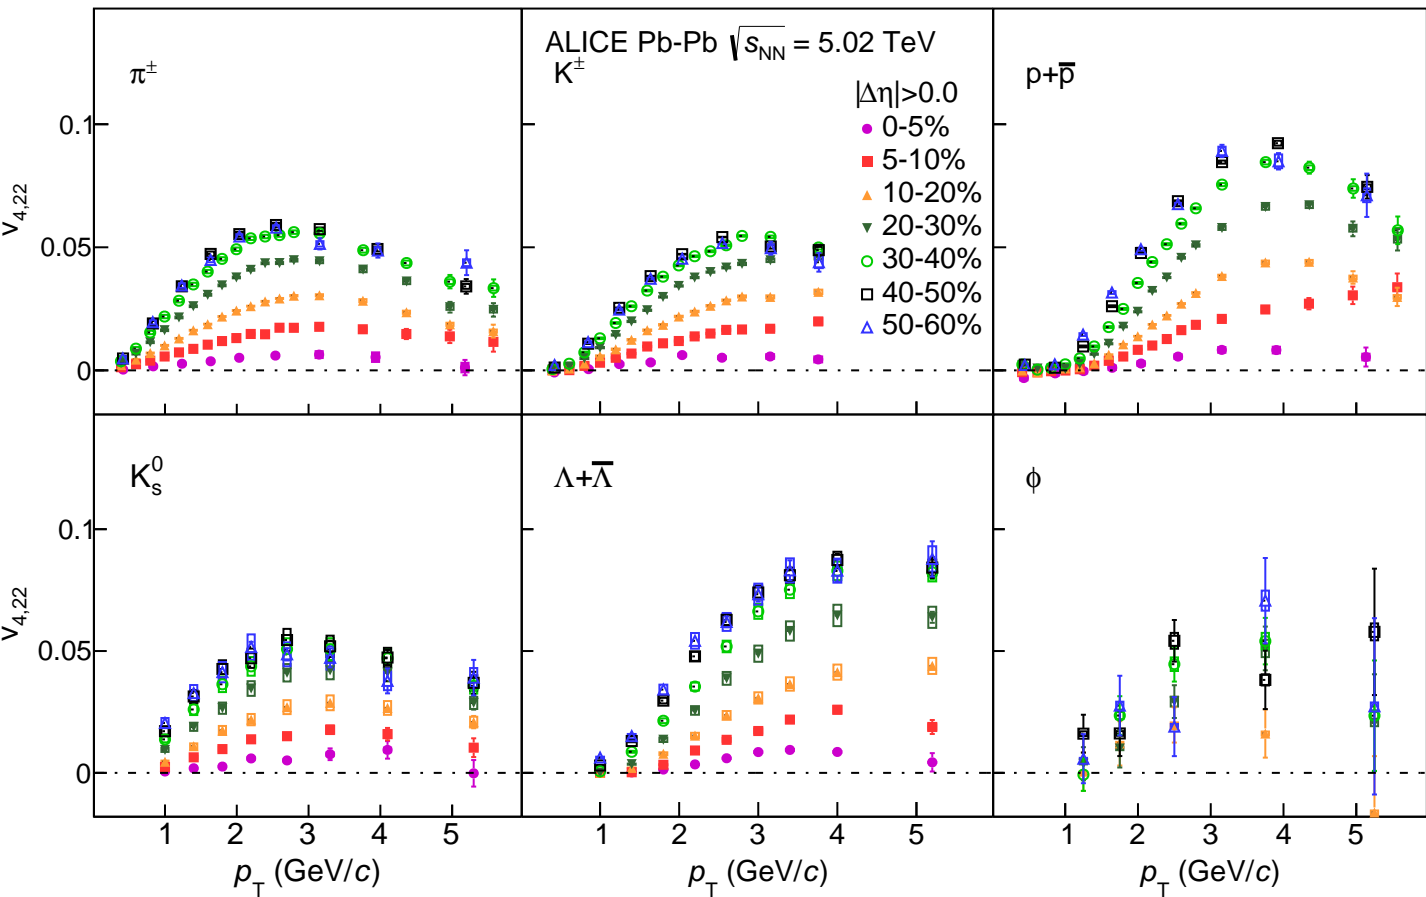 ALICE Pb-Pb √sNN = 5.02 TeV
π±
K±
p+p̅
|Δη|>0.0
0-5%
5-10%
10-20%
20-30%
30-40%
40-50%
50-60%
v4,22
0.1
0.05
0
K0s
Λ+Λ̅
ϕ
v4,22
0.1
0.05
0
1 2 3 4 5
1 2 3 4 5
1 2 3 4 5
pT (GeV/c)
pT (GeV/c)
pT (GeV/c)